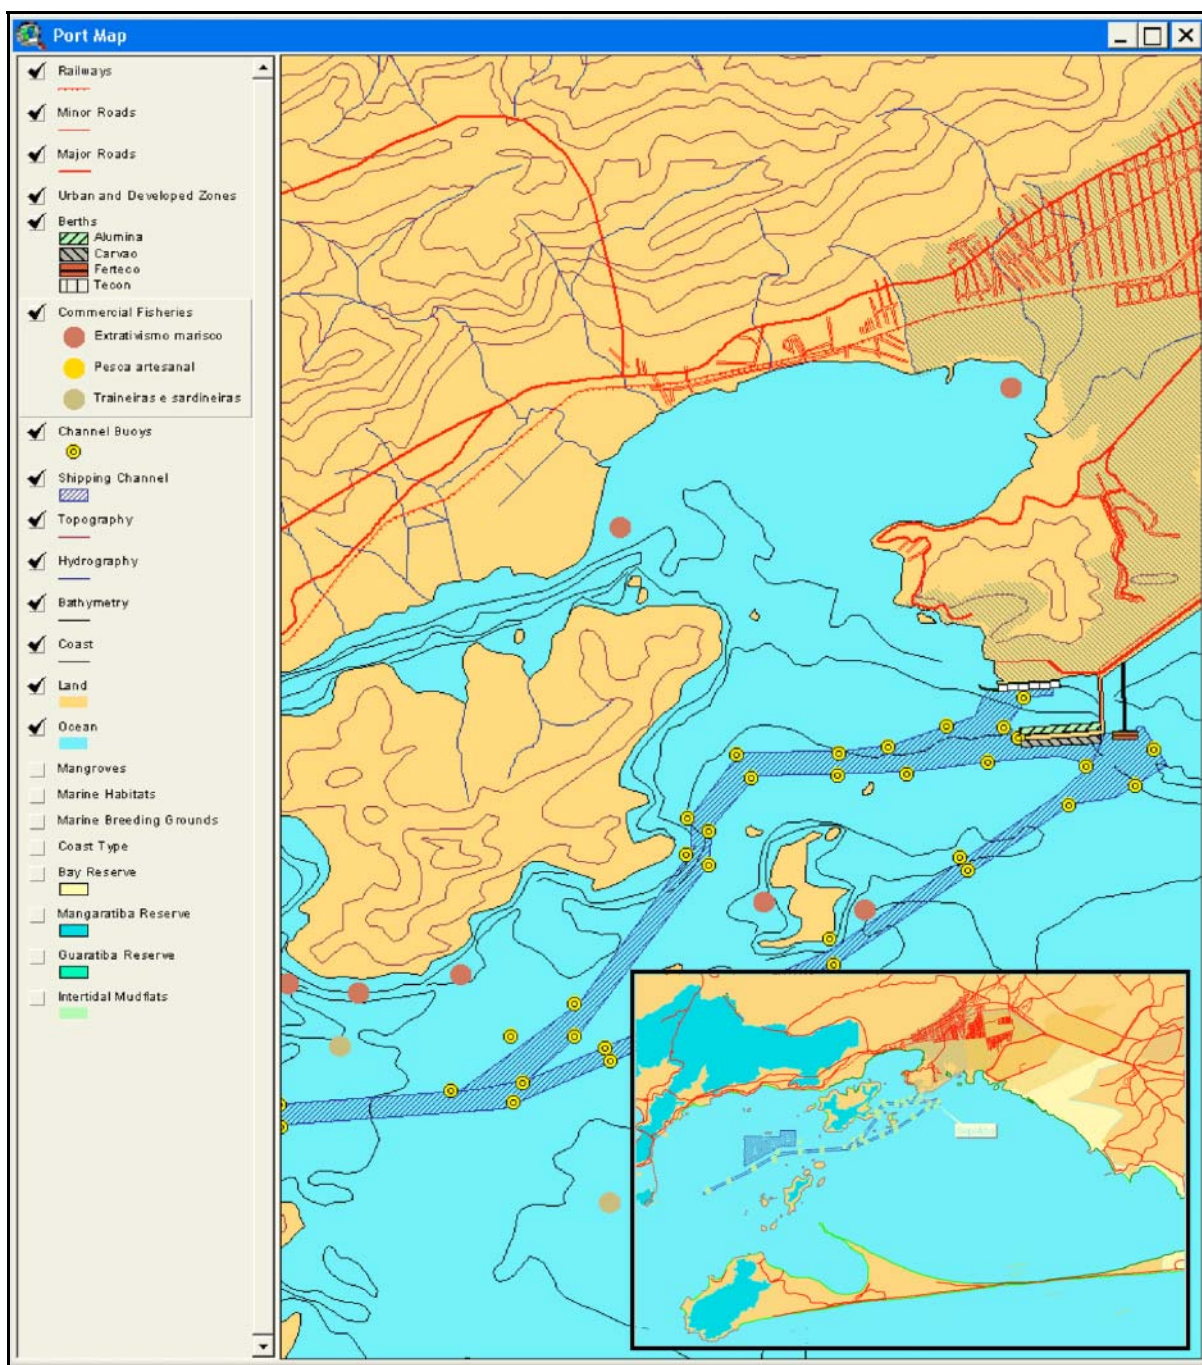 Port Map
Railways
Minor Roads
Major Roads
Urban and Developed Zones
Berths
Alumina
Carvao
Ferteco
Tecon
Commercial Fisheries
Extrativismo marisco
Pesca artesanal
Traineiras e sardineiras
Channel Buoys
Shipping Channel
Topography
Hydrography
Bathymetry
Coast
Land
Ocean
Mangroves
Marine Habitats
Marine Breeding Grounds
Coast Type
Bay Reserve
Mangaratiba Reserve
Guaratiba Reserve
Intertidal Mudflats